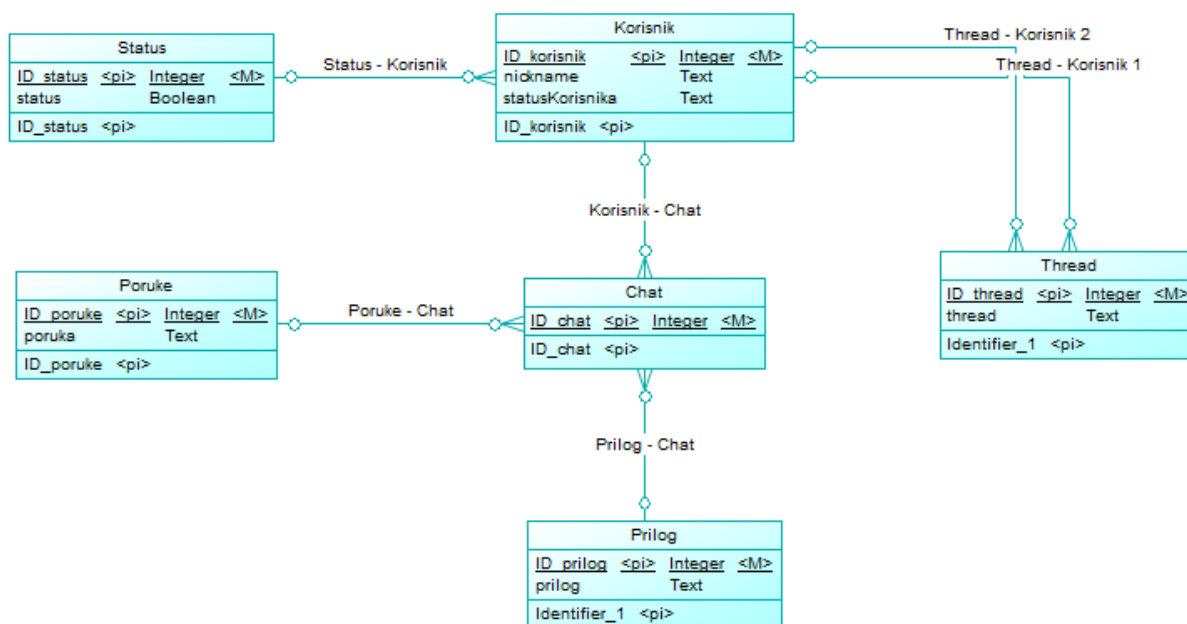 Status
ID_status <pi> Integer <M>
status Boolean
ID_status <pi>
Status - Korisnik
Korisnik
ID_korisnik <pi> Integer <M>
nickname Text
statusKorisnika Text
ID_korisnik <pi>
Thread - Korisnik 2
Thread - Korisnik 1
Korisnik - Chat
Poruke
ID_poruke <pi> Integer <M>
poruka Text
ID_poruke <pi>
Poruke - Chat
Chat
ID_chat <pi> Integer <M>
ID_chat <pi>
Thread
ID_thread <pi> Integer <M>
thread Text
Identifier_1 <pi>
Prilog - Chat
Prilog
ID_prilog <pi> Integer <M>
prilog Text
Identifier_1 <pi>